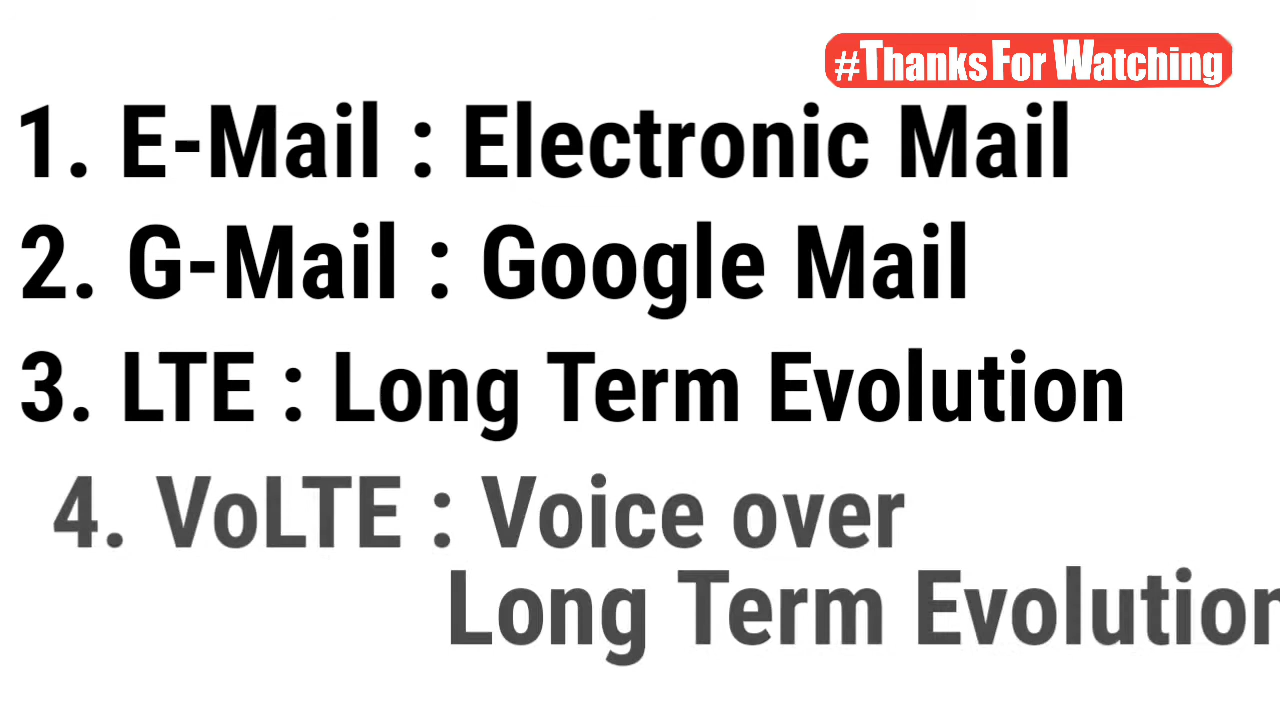 #ThanksForWatching
1. E-Mail : Electronic Mail
2. G-Mail : Google Mail
3. LTE : Long Term Evolution
4. VoLTE : Voice over
Long Term Evolution